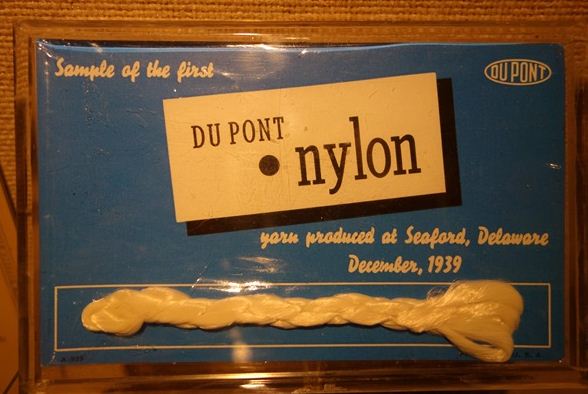 Sample of the first
DU PONT
DU PONT
• nylon
yarn produced at Seaford, Delaware
December, 1939